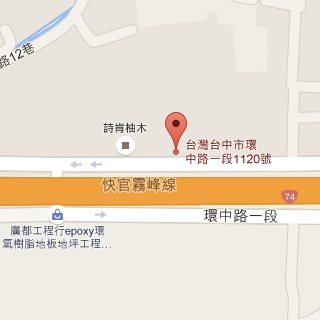 路12巷
詩肯柚木
台灣台中市環
中路一段1120號
快官霧峰線
74
環中路一段
廣都工程行epoxy環
氧樹脂地板地坪工程...